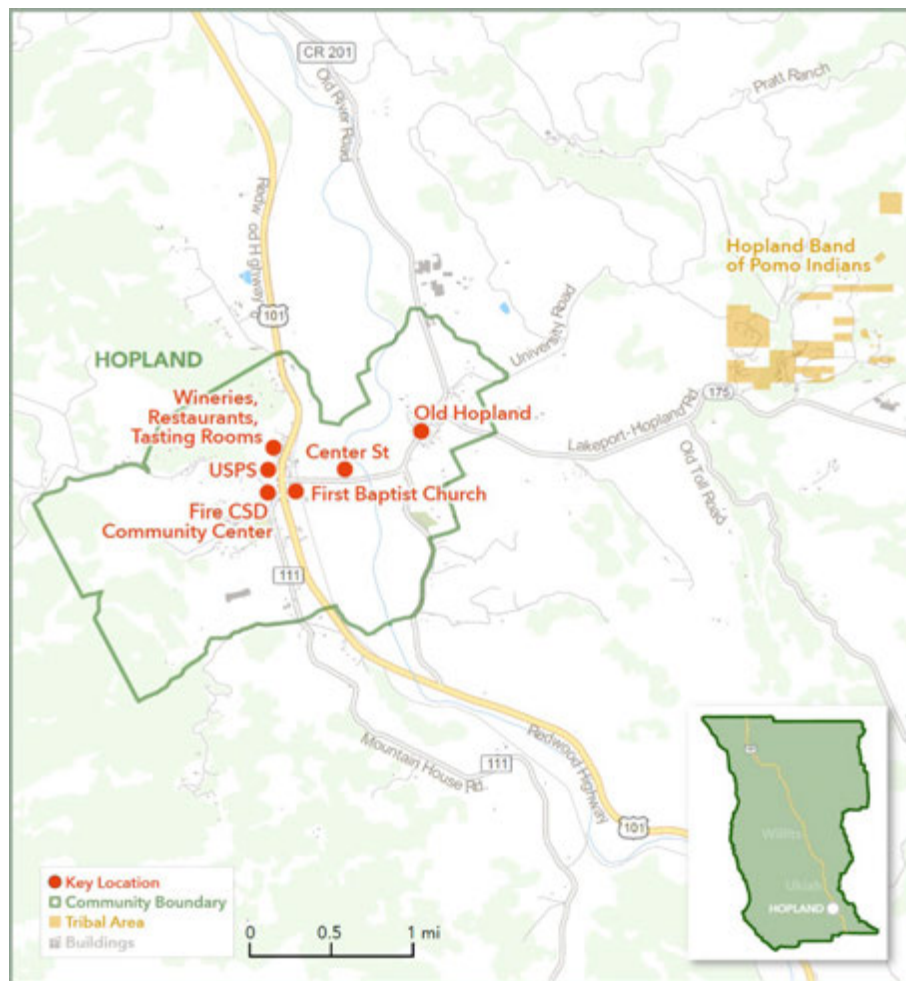 CR 201
Old River Road
Pratt Ranch
Redwood Highway
Hopland Band
of Pomo Indians
101
University Road
HOPLAND
Wineries,
Restaurants,
Tasting Rooms
Old Hopland
175
Lakeport-Hopland Rd
Center St
USPS
First Baptist Church
Old Toll Road
Fire CSD
Community Center
111
Redwood Highway
Mountain House Rd.
111
101
Willits
Ukiah
HOPLAND
Key Location
Community Boundary
Tribal Area
Buildings
0 0.5 1 mi